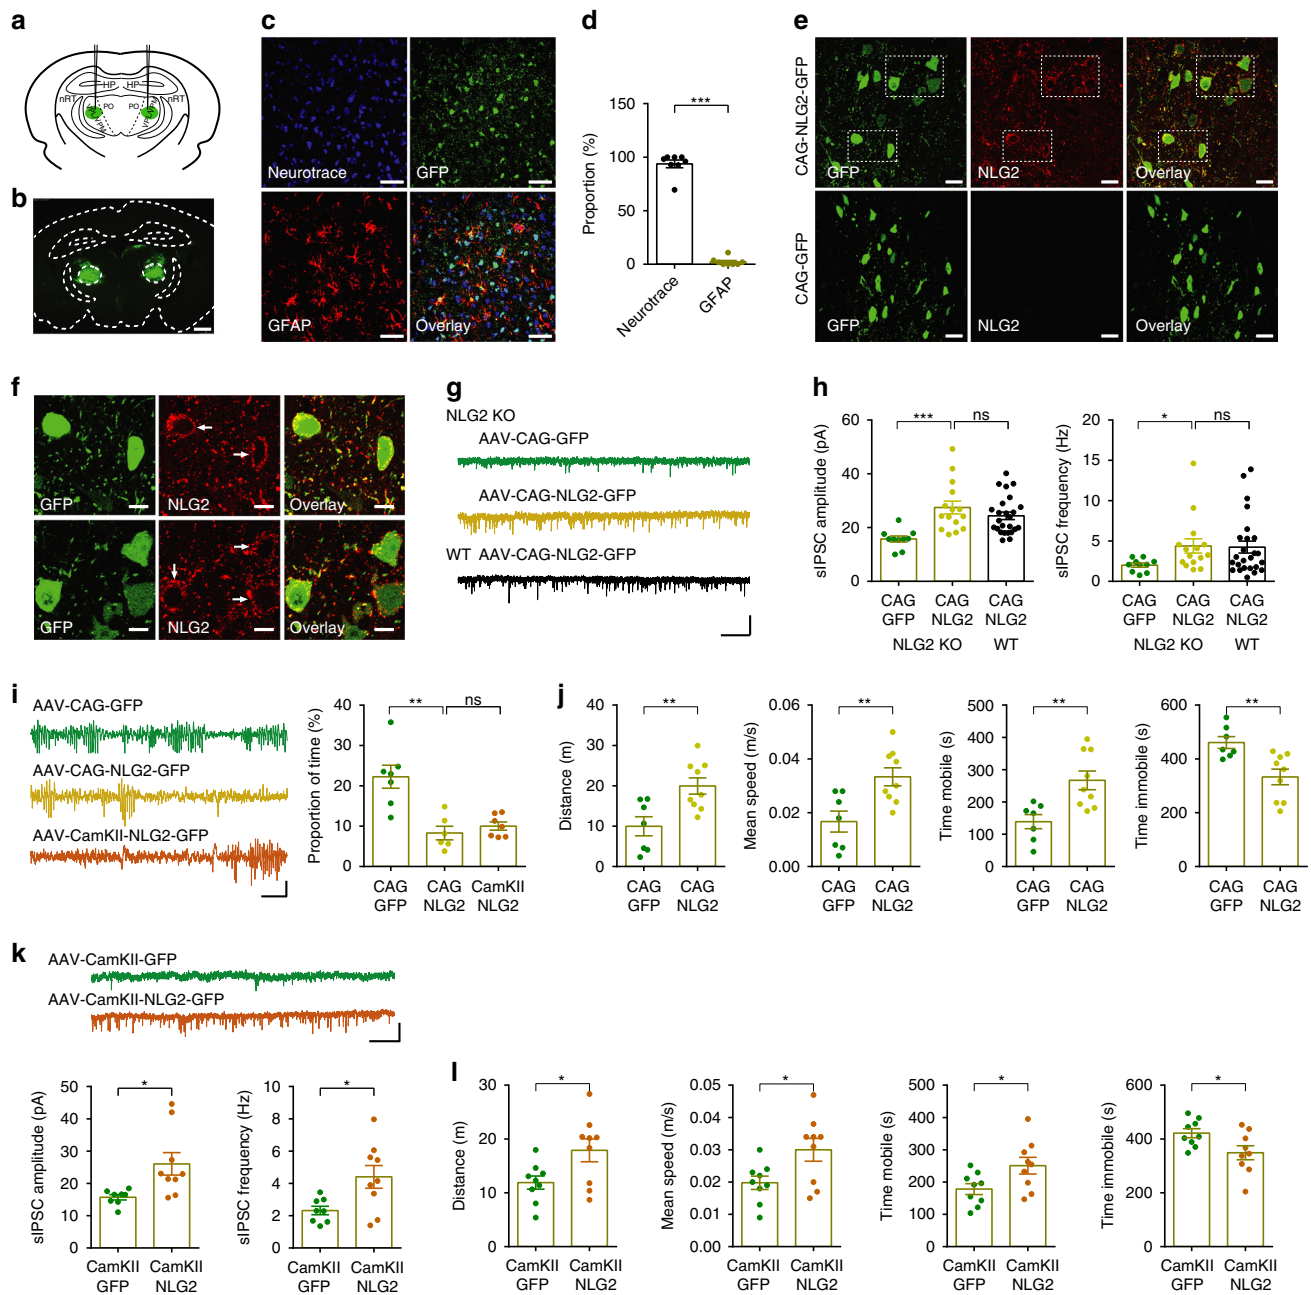 a
HP HP
nRT PO PO nRT
b
c
Neurotrace
GFP
GFAP
Overlay
d
***
Proportion (%)
150
100
50
0
Neurotrace
GFAP
e
CAG-NLG2-GFP
GFP
NLG2
Overlay
CAG-GFP
GFP
NLG2
Overlay
f
GFP
NLG2
Overlay
GFP
NLG2
Overlay
g
NLG2 KO
AAV-CAG-GFP
AAV-CAG-NLG2-GFP
WT AAV-CAG-NLG2-GFP
h
sIPSC amplitude (pA)
60
40
20
0
*** ns
CAG CAG CAG
GFP NLG2 NLG2
NLG2 KO WT
sIPSC frequency (Hz)
20
15
10
5
0
* ns
CAG CAG CAG
GFP NLG2 NLG2
NLG2 KO WT
i
AAV-CAG-GFP
AAV-CAG-NLG2-GFP
AAV-CamKII-NLG2-GFP
Proportion of time (%)
40
30
20
10
0
** ns
CAG CAG CamKII
GFP NLG2 NLG2
j
Distance (m)
40
30
20
10
0
**
CAG CAG
GFP NLG2
Mean speed (m/s)
0.06
0.04
0.02
0.00
**
CAG CAG
GFP NLG2
Time mobile (s)
500
400
300
200
100
0
**
CAG CAG
GFP NLG2
Time immobile (s)
600
400
200
0
**
CAG CAG
GFP NLG2
k
AAV-CamKII-GFP
AAV-CamKII-NLG2-GFP
sIPSC amplitude (pA)
50
40
30
20
10
0
*
CamKII CamKII
GFP NLG2
sIPSC frequency (Hz)
10
8
6
4
2
0
*
CamKII CamKII
GFP NLG2
l
Distance (m)
30
20
10
0
*
CamKII CamKII
GFP NLG2
Mean speed (m/s)
0.05
0.04
0.03
0.02
0.01
0.00
*
CamKII CamKII
GFP NLG2
Time mobile (s)
500
400
300
200
100
0
*
CamKII CamKII
GFP NLG2
Time immobile (s)
600
400
200
0
*
CamKII CamKII
GFP NLG2